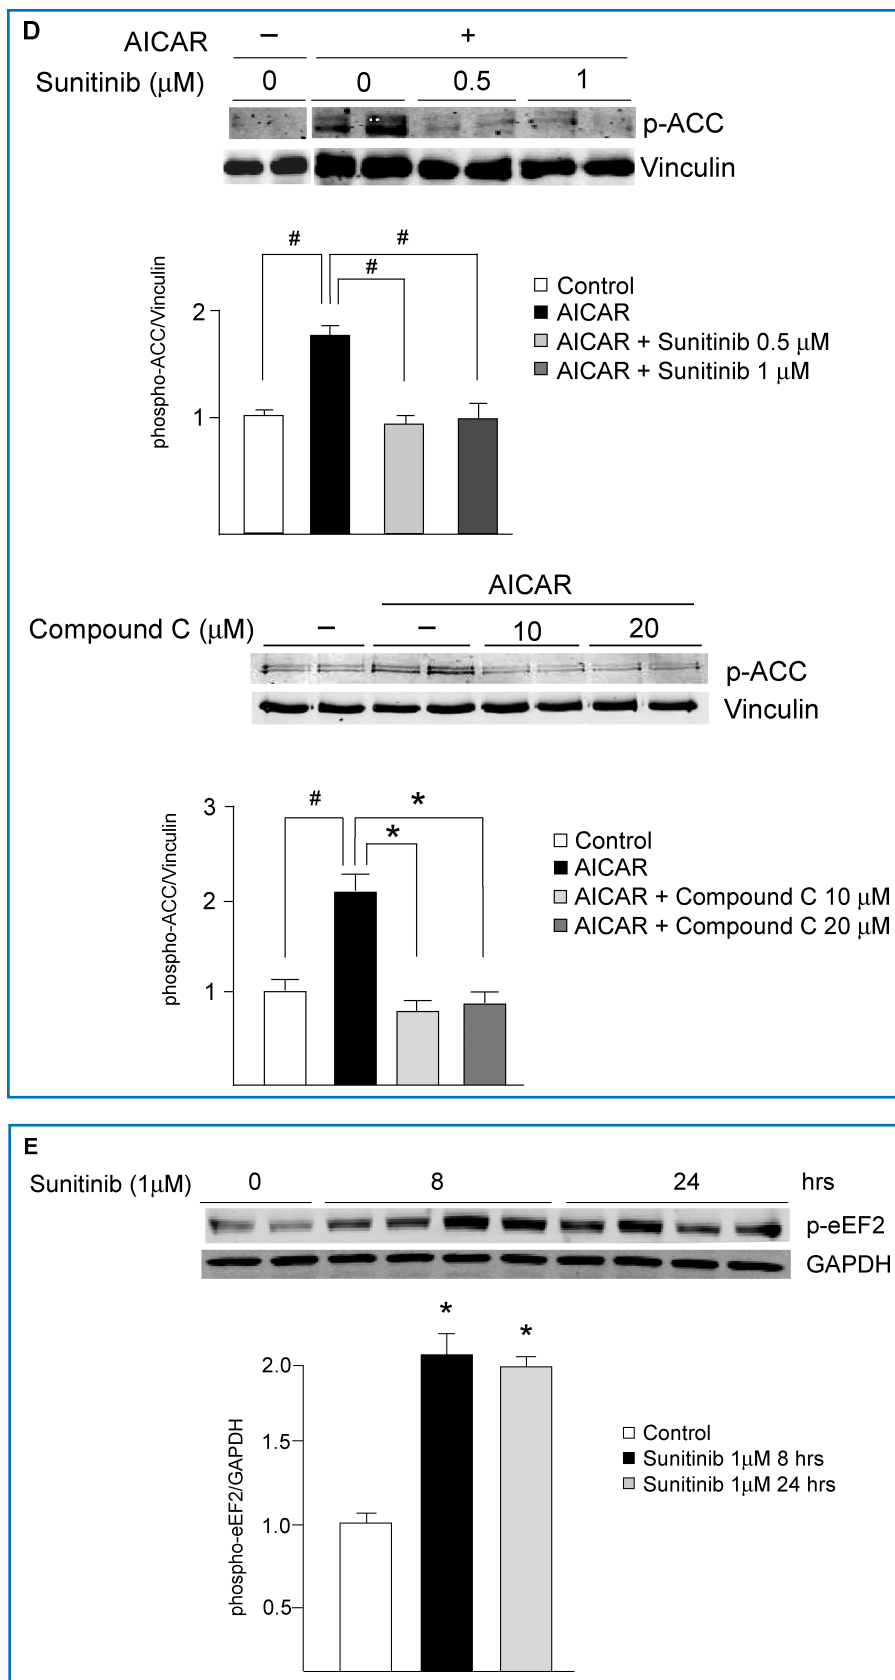 D
AICAR − +
Sunitinib (μM) 0 0 0.5 1
p-ACC
Vinculin
# #
#
phospho-ACC/Vinculin
2
1
Control
AICAR
AICAR + Sunitinib 0.5 μM
AICAR + Sunitinib 1 μM
AICAR
Compound C (μM) − − 10 20
p-ACC
Vinculin
# *
*
phospho-ACC/Vinculin
3
2
1
Control
AICAR
AICAR + Compound C 10 μM
AICAR + Compound C 20 μM
E
Sunitinib (1μM) 0 8 24 hrs
p-eEF2
GAPDH
*
*
phospho-eEF2/GAPDH
2.0
1.5
1.0
0.5
Control
Sunitinib 1μM 8 hrs
Sunitinib 1μM 24 hrs